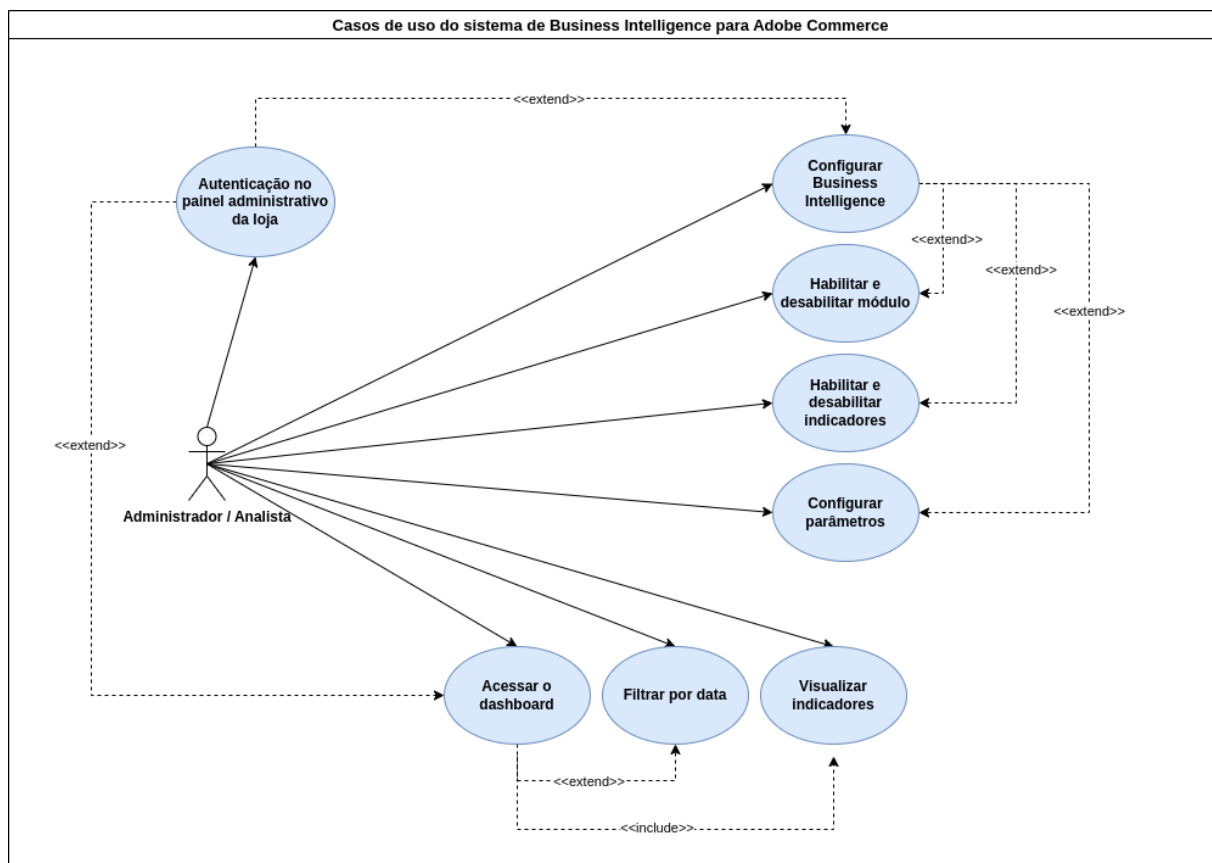 Casos de uso do sistema de Business Intelligence para Adobe Commerce
<<extend>>
Autenticação no
painel administrativo
da loja
Configurar
Business
Intelligence
<<extend>>
<<extend>>
<<extend>>
Habilitar e
desabilitar módulo
Habilitar e
desabilitar
indicadores
<<extend>>
Administrador / Analista
Configurar
parâmetros
Acessar o
dashboard
Filtrar por data
Visualizar
indicadores
<<extend>>
<<include>>